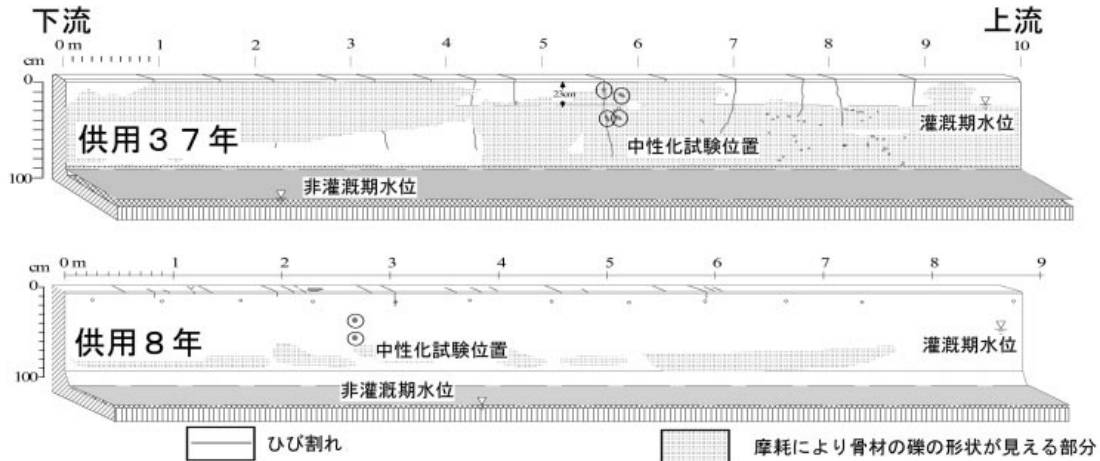 下流 上流
0 m 1 2 3 4 5 6 7 8 9 10
cm
0
23cm
灌漑期水位
供用37年
中性化試験位置
100
非灌漑期水位
0 m 1 2 3 4 5 6 7 8 9
cm
0
供用8年
中性化試験位置
灌漑期水位
100
非灌漑期水位
ひび割れ
摩耗により骨材の礫の形状が見える部分